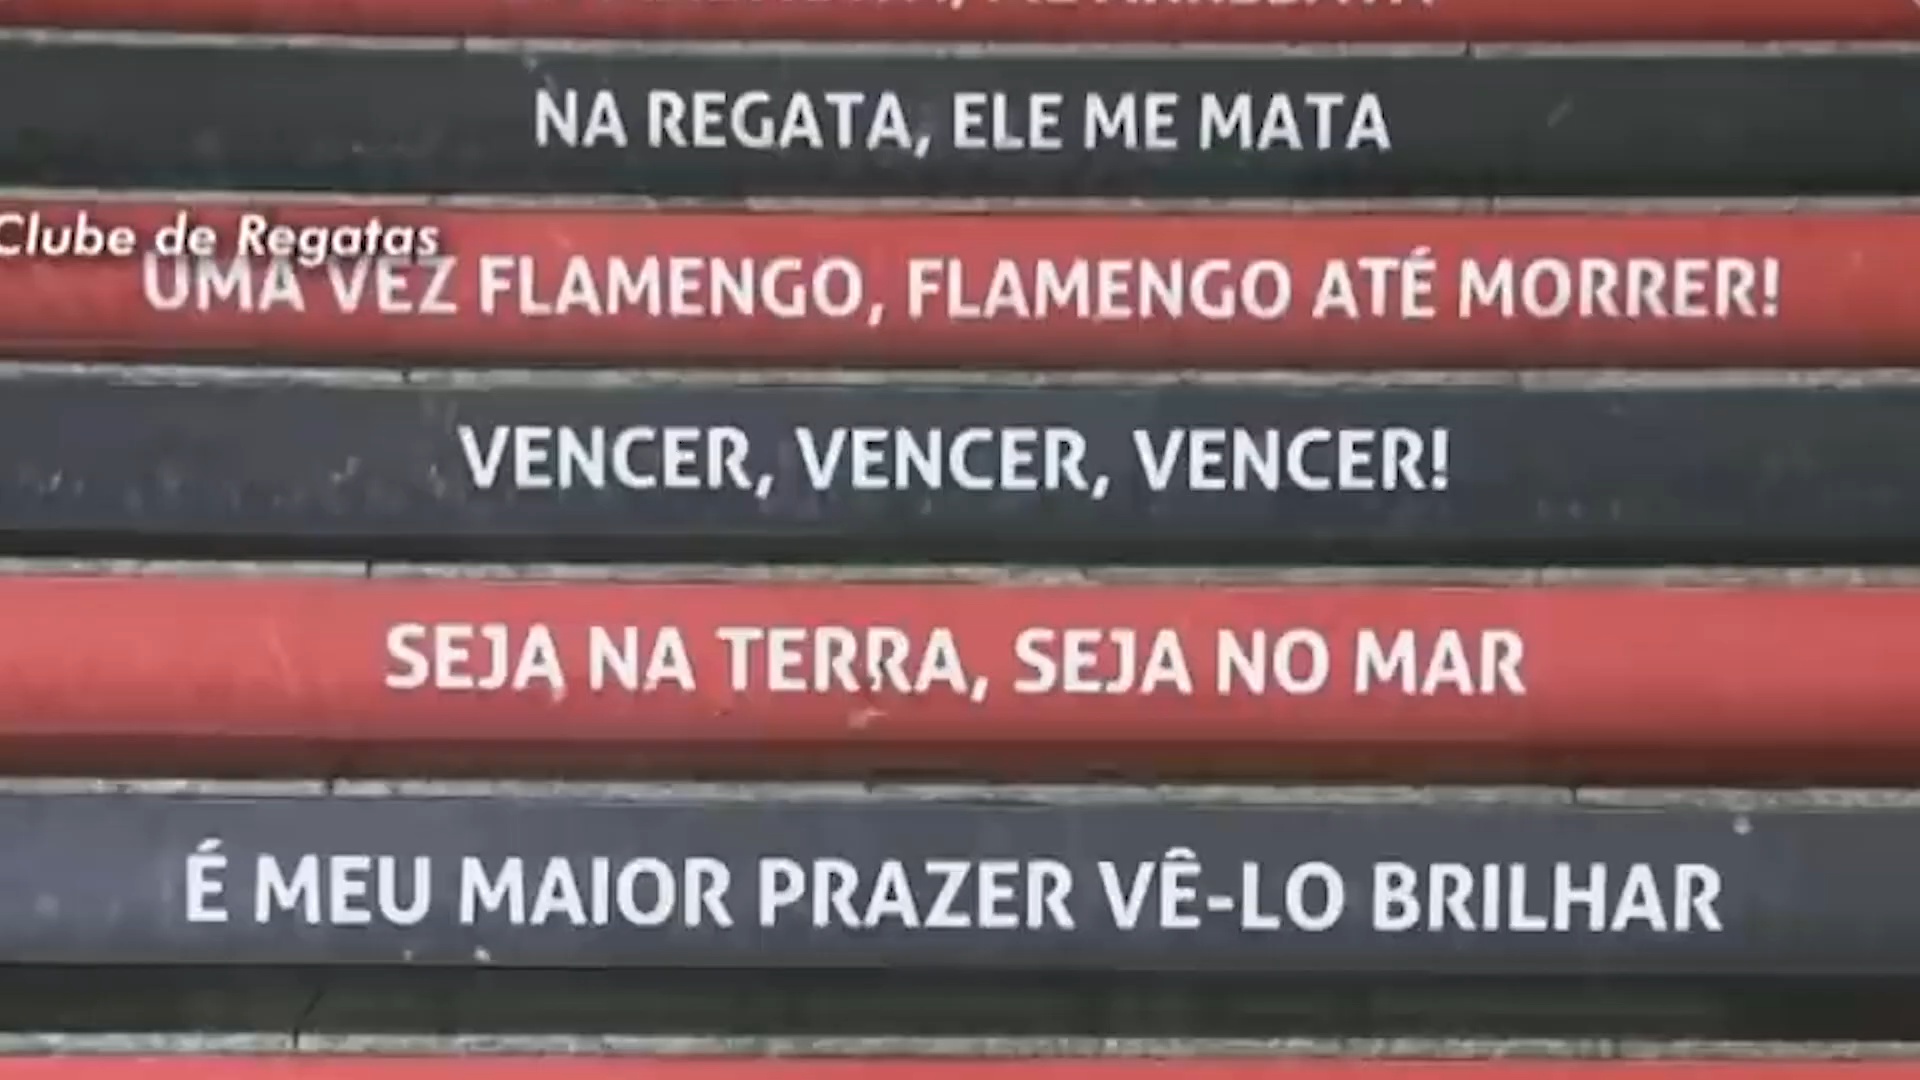 NA REGATA, ELE ME MATA
Clube de Regatas
UMA VEZ FLAMENGO, FLAMENGO ATÉ MORRER!
VENCER, VENCER, VENCER!
SEJA NA TERRA, SEJA NO MAR
É MEU MAIOR PRAZER VÊ-LO BRILHAR